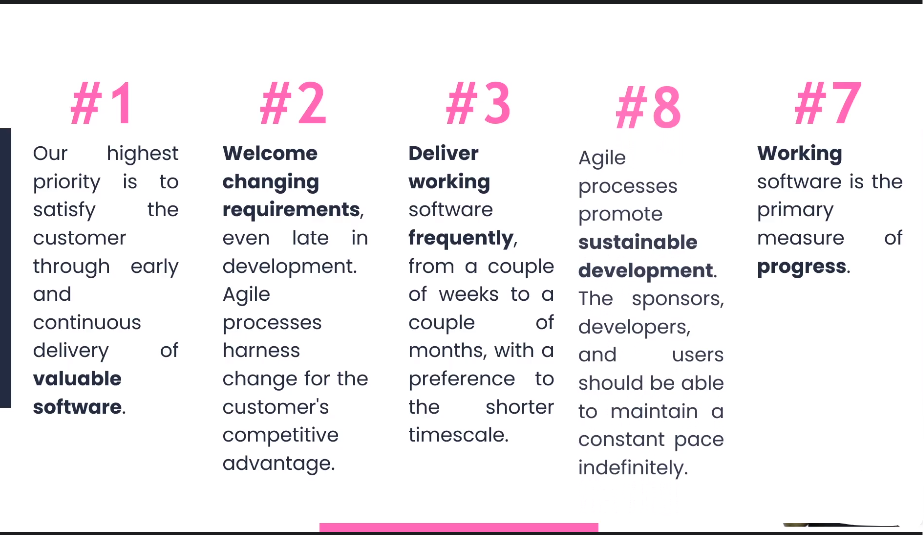 #1
Our highest
priority is to
satisfy the
customer
through early
and
continuous
delivery of
valuable
software.
#2
Welcome
changing
requirements,
even late in
development.
Agile
processes
harness
change for the
customer's
competitive
advantage.
#3
Deliver
working
software
frequently,
from a couple
of weeks to a
couple of
months, with a
preference to
the shorter
timescale.
#8
Agile
processes
promote
sustainable
development.
The sponsors,
developers,
and users
should be able
to maintain a
constant pace
indefinitely.
#7
Working
software is the
primary
measure of
progress.